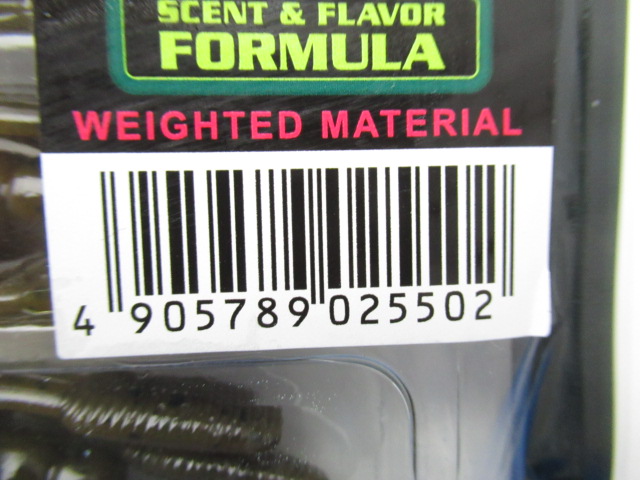 SCENT & FLAVOR
FORMULA
WEIGHTED MATERIAL
4 905789 025502